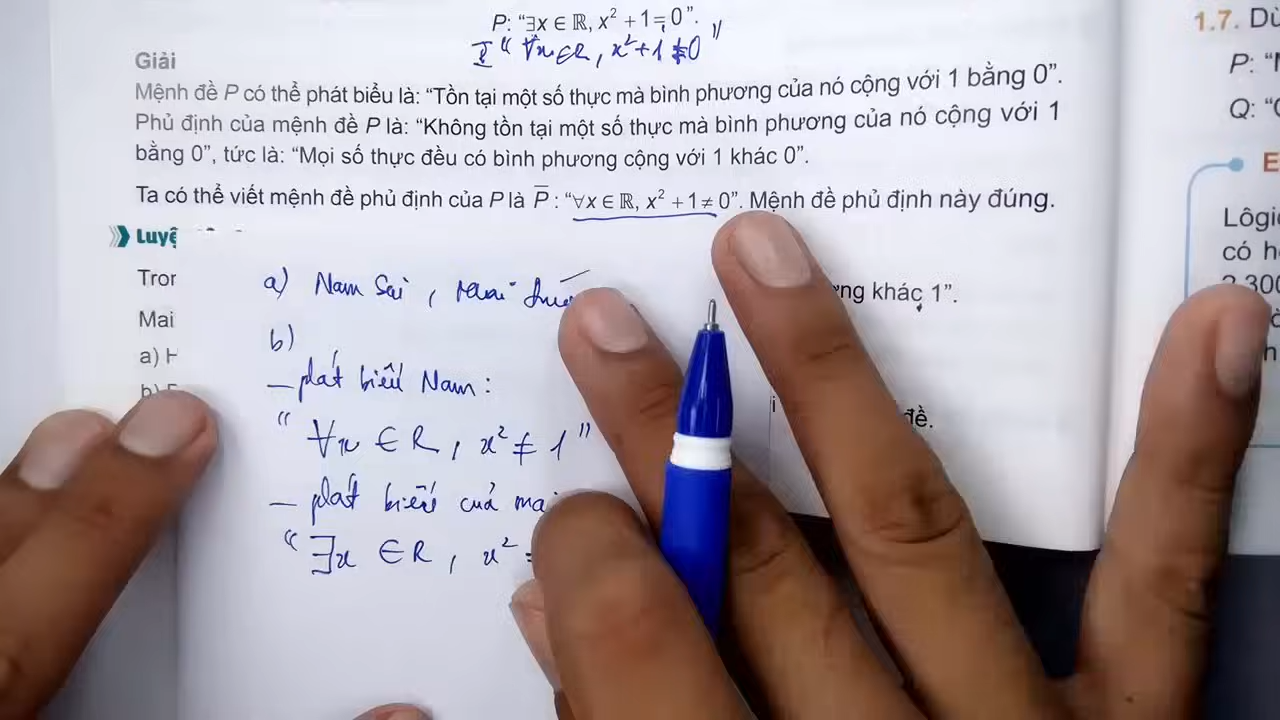 P: “∃x ∈ ℝ, x² + 1 = 0”.
“ ∀x ∈ R, x² + 1 ≠ 0 ”
Giải
Mệnh đề P có thể phát biểu là: “Tồn tại một số thực mà bình phương của nó cộng với 1 bằng 0”.
Phủ định của mệnh đề P là: “Không tồn tại một số thực mà bình phương của nó cộng với 1
bằng 0”, tức là: “Mọi số thực đều có bình phương cộng với 1 khác 0”.
Ta có thể viết mệnh đề phủ định của P là P̅ : “∀x ∈ ℝ, x² + 1 ≠ 0”. Mệnh đề phủ định này đúng.
Luyệ
Tror
khác 1”.
Mai
a) H
b)
đề.
a) Nam Sai , Mai
b)
– phát biểu Nam :
“ ∀x ∈ R , x² ≠ 1 ”
– phát biểu của mai
“ ∃x ∈ R , x² =
1.7. Dù
P: “
Q: “
E
Lôgi
có h